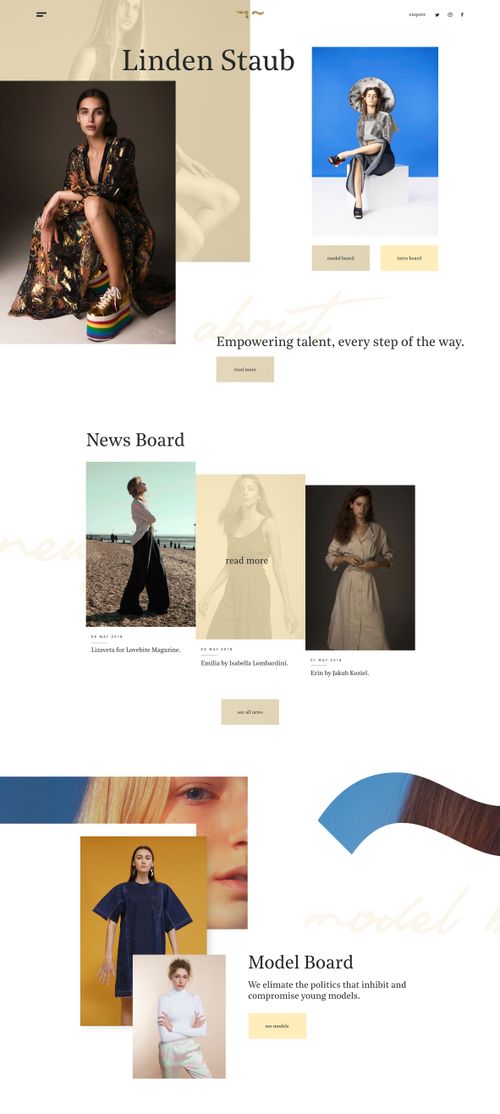 enquire
Linden Staub
model board
intro board
about
Empowering talent, every step of the way.
read more
News Board
news
read more
04 MAY 2018
Lizaveta for Lovebite Magazine.
03 MAY 2018
Emilia by Isabella Lombardini.
01 MAY 2018
Erin by Jakub Koziel.
see all news
model b
Model Board
We elimate the politics that inhibit and
compromise young models.
see models